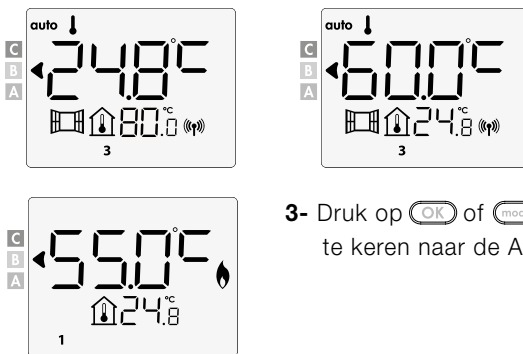 auto
24.8°C
C
B
A
80.0°C
3
auto
60.0°C
C
B
A
24.8°C
3
55.0°C
C
B
A
24.8°C
1
3- Druk op OK of
te keren naar de A